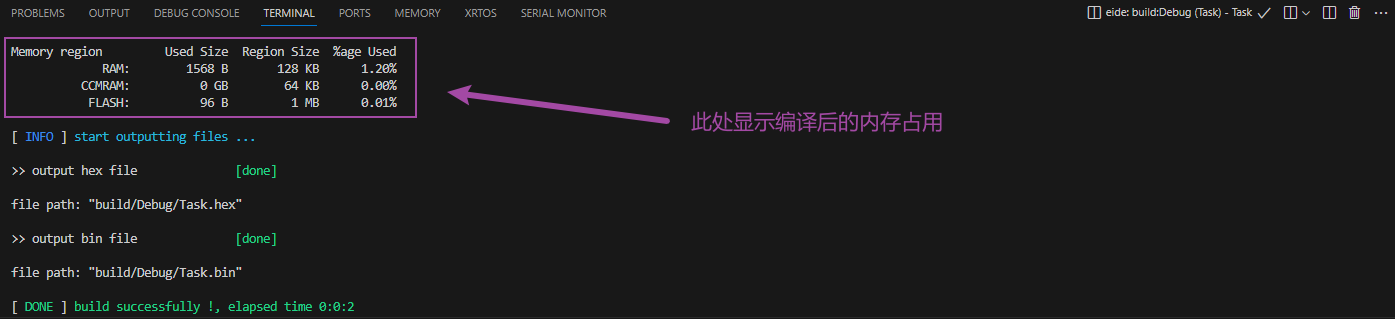 PROBLEMS OUTPUT DEBUG CONSOLE TERMINAL PORTS MEMORY XRTOS SERIAL MONITOR eide: build:Debug (Task) - Task
Memory region Used Size Region Size %age Used
RAM: 1568 B 128 KB 1.20%
CCMRAM: 0 GB 64 KB 0.00%
FLASH: 96 B 1 MB 0.01%
此处显示编译后的内存占用
[ INFO ] start outputting files ...
>> output hex file [done]
file path: "build/Debug/Task.hex"
>> output bin file [done]
file path: "build/Debug/Task.bin"
[ DONE ] build successfully !, elapsed time 0:0:2